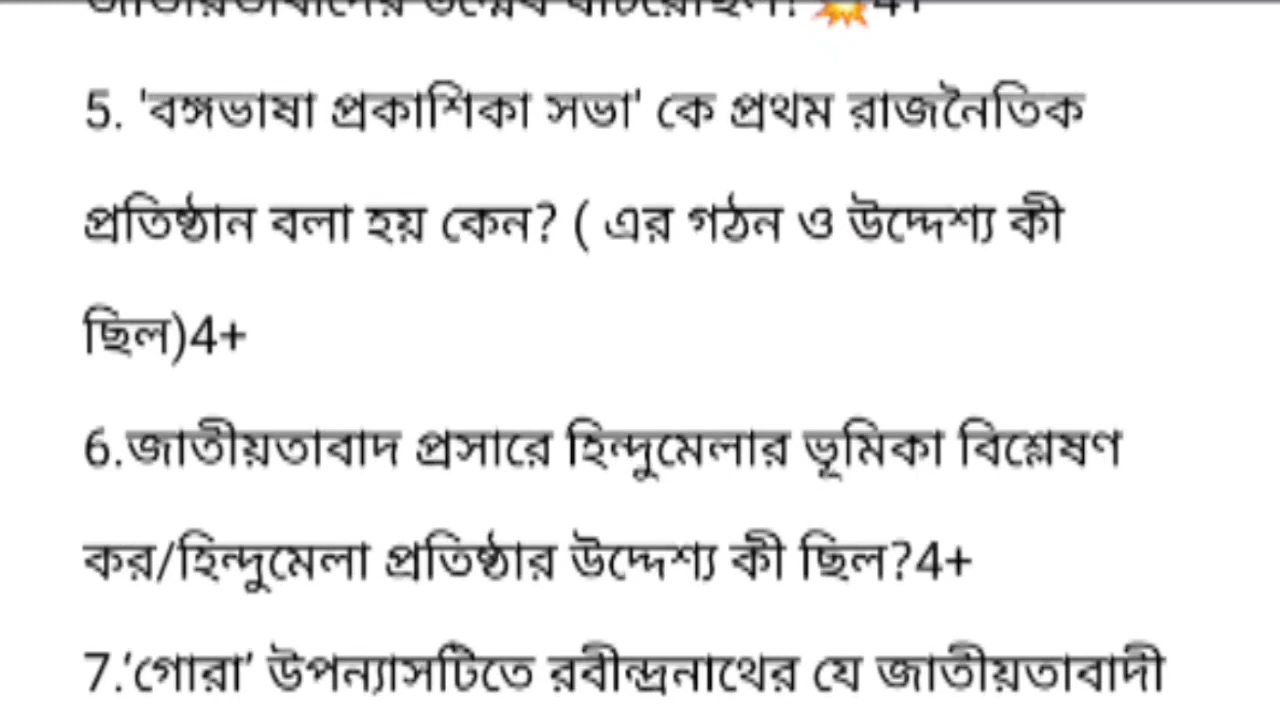 5. 'বঙ্গভাষা প্রকাশিকা সভা' কে প্রথম রাজনৈতিক
প্রতিষ্ঠান বলা হয় কেন? ( এর গঠন ও উদ্দেশ্য কী
ছিল)4+
6.জাতীয়তাবাদ প্রসারে হিন্দুমেলার ভূমিকা বিশ্লেষণ
কর/হিন্দুমেলা প্রতিষ্ঠার উদ্দেশ্য কী ছিল?4+
7.'গোরা' উপন্যাসটিতে রবীন্দ্রনাথের যে জাতীয়তাবাদী